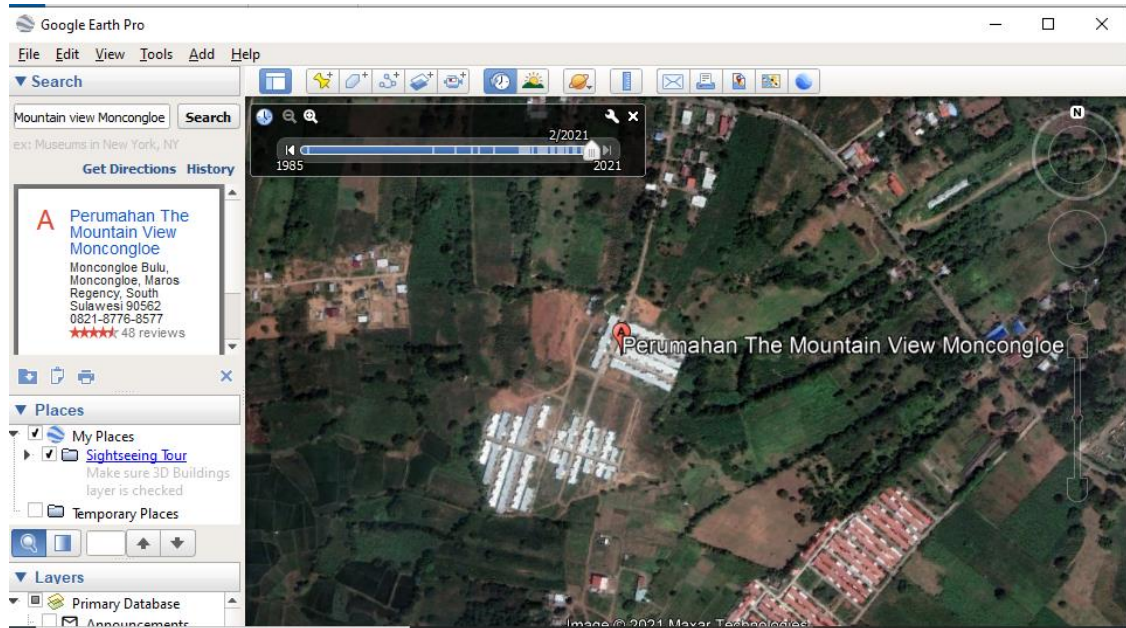 Google Earth Pro
File Edit View Tools Add Help
Search
Mountain view Moncongloe
Search
ex: Museums in New York, NY
Get Directions History
A
Perumahan The
Mountain View
Moncongloe
Moncongloe Bulu,
Moncongloe, Maros
Regency, South
Sulawesi 90562
0821-8776-8577
48 reviews
Places
My Places
Sightseeing Tour
Make sure 3D Buildings
layer is checked
Temporary Places
Layers
Primary Database
Announcements
2/2021
1985
2021
N
A
Perumahan The Mountain View Moncongloe
Image © 2021 Maxar Technologies